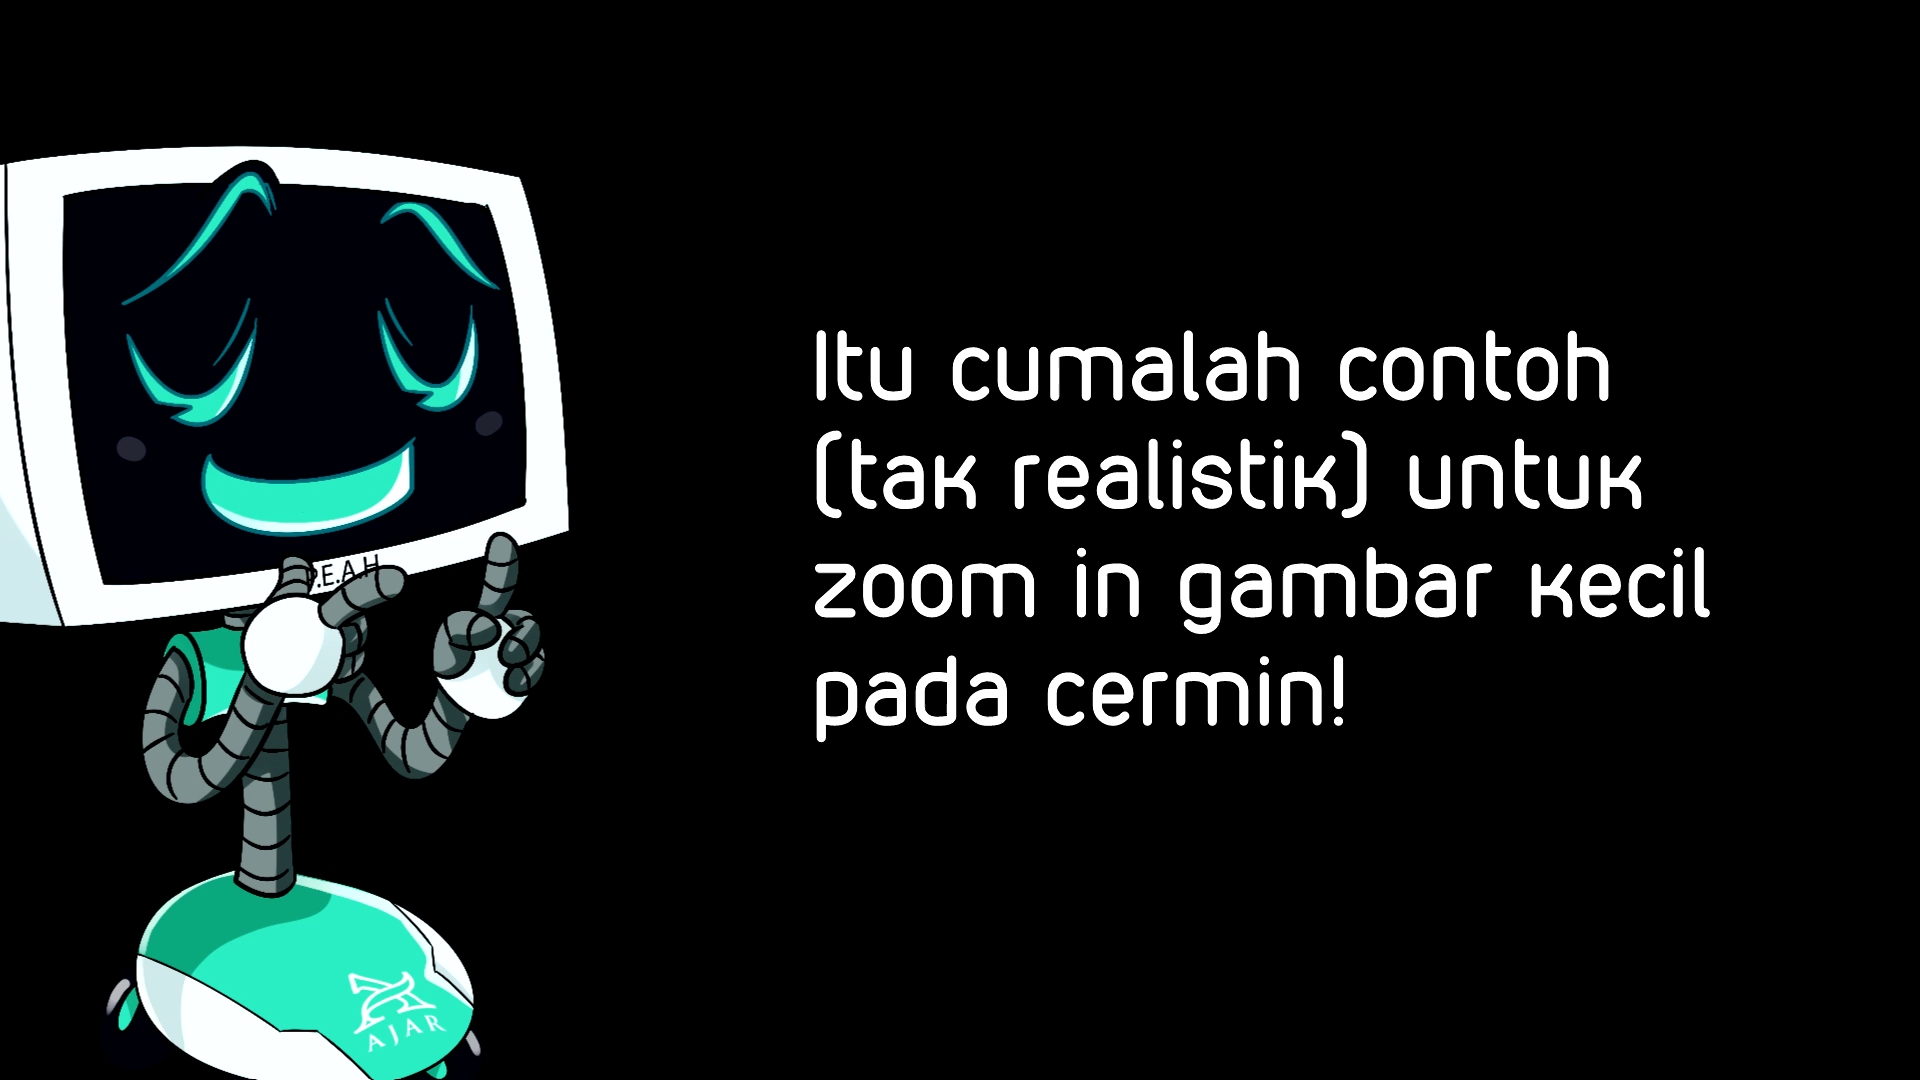 Itu cumalah contoh
(tak realistik) untuk
zoom in gambar kecil
pada cermin!
.E.A.H
AJAR